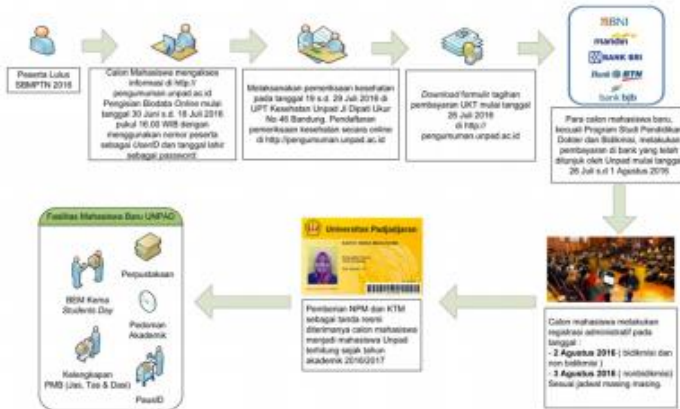 Peserta Lulus
SBMPTN 2016
Calon Mahasiswa mengakses
informasi di http://
pengumuman.unpad.ac.id
Pengisian Biodata Online mulai
tanggal 30 Juni s.d. 18 Juli 2016
pukul 16.00 WIB dengan
menggunakan nomor peserta
sebagai UserID dan tanggal lahir
sebagai password
Melaksanakan pemeriksaan kesehatan
pada tanggal 19 s.d. 29 Juli 2016 di
UPT Kesehatan Unpad Jl Dipati Ukur
No.46 Bandung. Pendaftaran
pemeriksaan kesehatan secara online
di http://pengumuman.unpad.ac.id
Download formulir tagihan
pembayaran UKT mulai tanggal
26 Juli 2016
di http://
pengumuman.unpad.ac.id
BNI
mandiri
BANK BRI
Bank BTN
bank bjb
Para calon mahasiswa baru,
kecuali Program Studi Pendidikan
Dokter dan Bidikmisi, melakukan
pembayaran di bank yang telah
ditunjuk oleh Unpad mulai tanggal
26 Juli s.d 1 Agustus 2016
Calon mahasiswa melakukan
registrasi administratif pada
tanggal :
- 2 Agustus 2016 ( bidikmisi dan
non bidikmisi )
- 3 Agustus 2016 ( nonbidikmisi)
Sesuai jadwal masing masing.
Universitas Padjadjaran
Pemberian NPM dan KTM
sebagai tanda resmi
diterimanya calon mahasiswa
menjadi mahasiswa Unpad
terhitung sejak tahun
akademik 2016/2017
Fasilitas Mahasiswa Baru UNPAD
Perpustakaan
BEM Kema
Students Day
Pedoman
Akademik
Kelengkapan
PMB (Jas, Tas & Dasi)
PausID